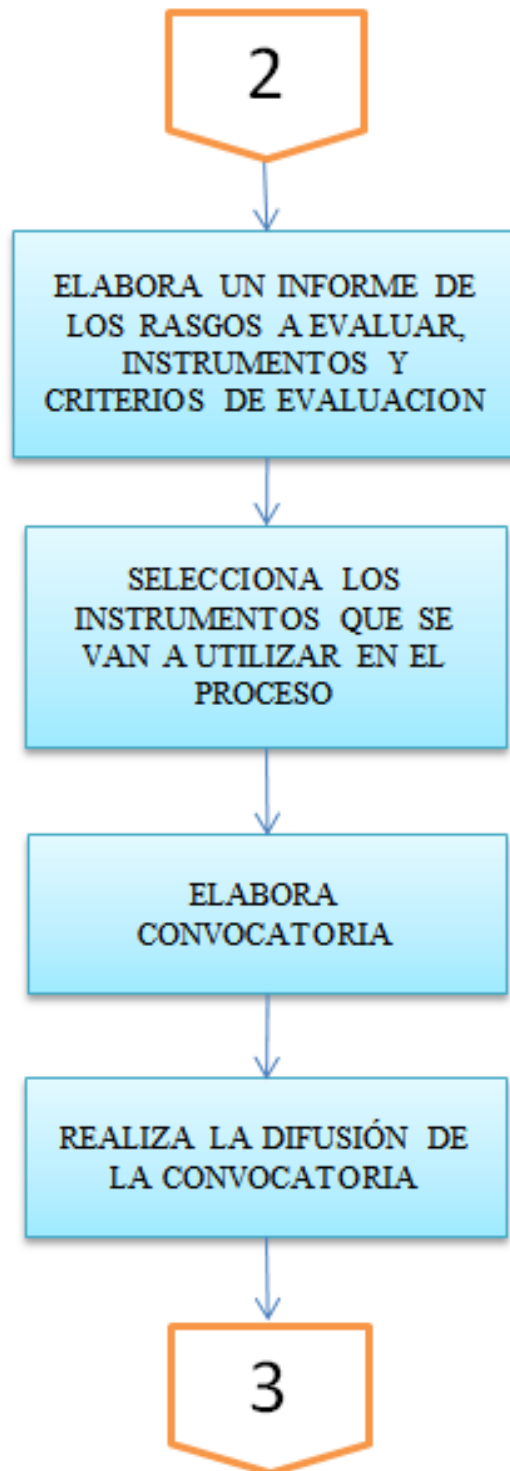 2
ELABORA UN INFORME DE
LOS RASGOS A EVALUAR,
INSTRUMENTOS Y
CRITERIOS DE EVALUACION
SELECCIONA LOS
INSTRUMENTOS QUE SE
VAN A UTILIZAR EN EL
PROCESO
ELABORA
CONVOCATORIA
REALIZA LA DIFUSIÓN DE
LA CONVOCATORIA
3